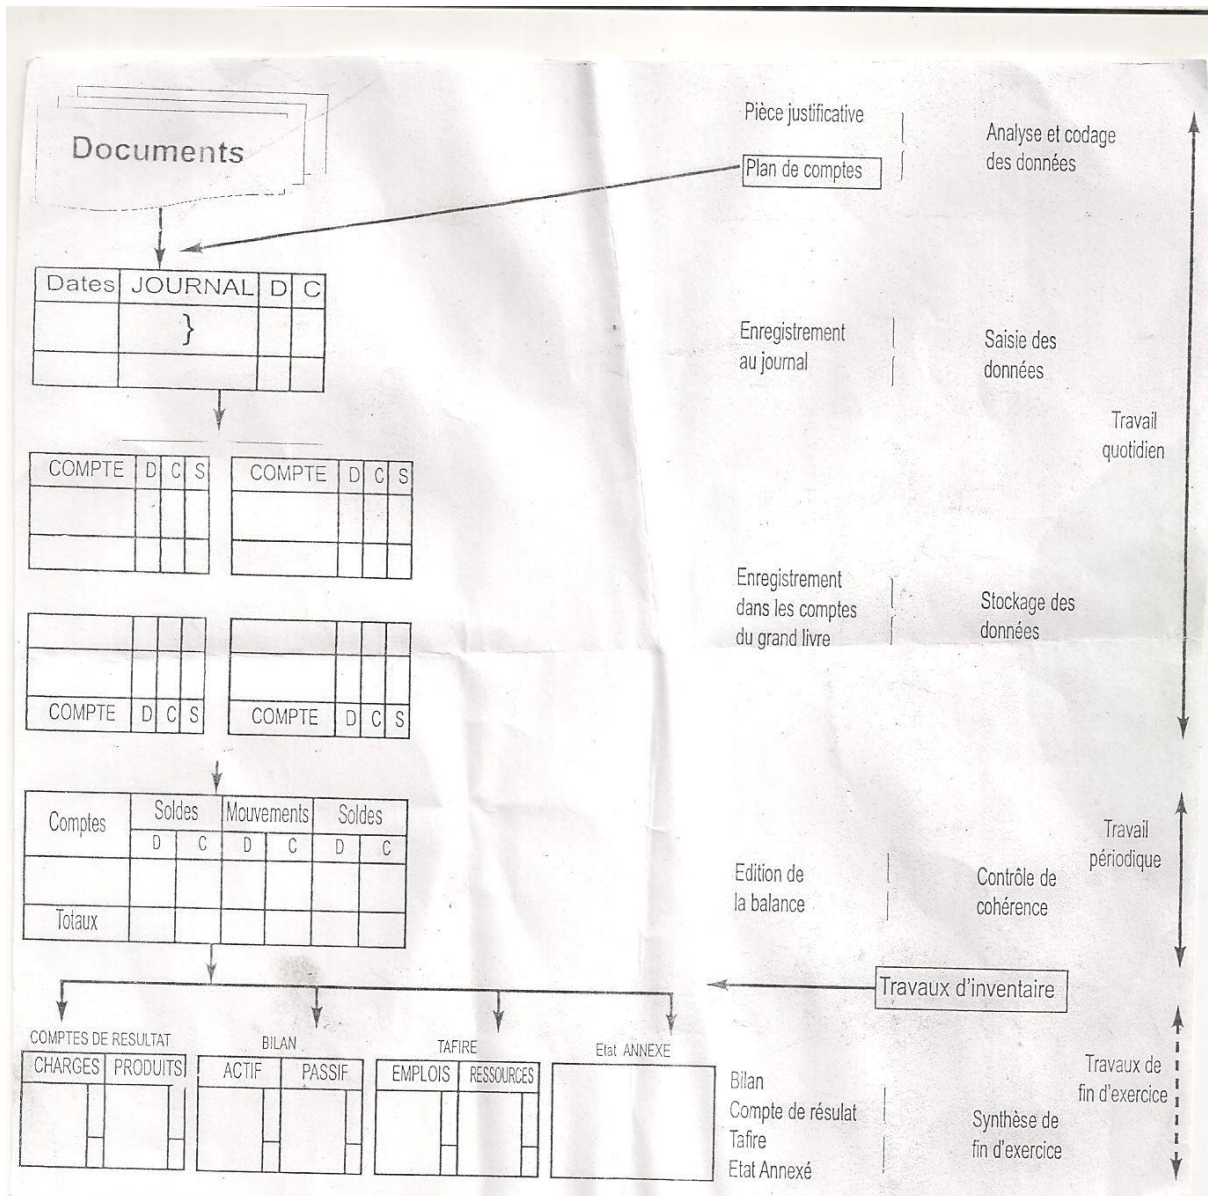 Documents
Pièce justificative
Plan de comptes
Analyse et codage
des données
Dates JOURNAL D C
}
Enregistrement
au journal
Saisie des
données
Travail
quotidien
COMPTE D C S
COMPTE D C S
Enregistrement
dans les comptes
du grand livre
Stockage des
données
COMPTE D C S
COMPTE D C S
Comptes Soldes Mouvements Soldes
D C D C D C
Totaux
Edition de
la balance
Contrôle de
cohérence
Travail
périodique
Travaux d'inventaire
COMPTES DE RESULTAT
CHARGES PRODUITS
BILAN
ACTIF PASSIF
TAFIRE
EMPLOIS RESSOURCES
Etat ANNEXE
Bilan
Compte de résulat
Tafire
Etat Annexé
Synthèse de
fin d'exercice
Travaux de
fin d'exercice